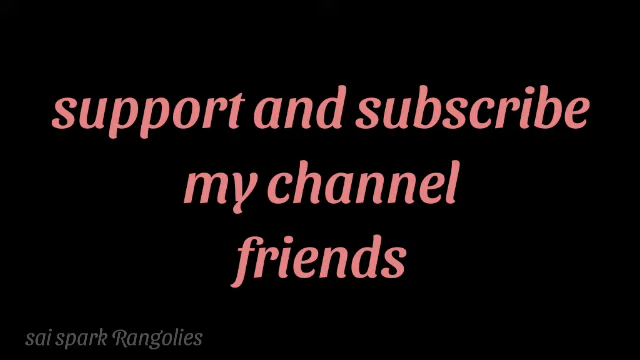 support and subscribe
my channel
friends
sai spark Rangolies